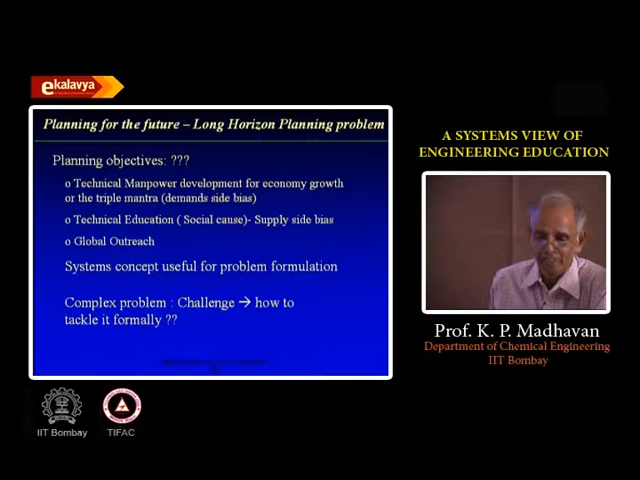 ekalavya
Planning for the future – Long Horizon Planning problem
Planning objectives: ???
o Technical Manpower development for economy growth
or the triple mantra (demands side bias)
o Technical Education ( Social cause)- Supply side bias
o Global Outreach
Systems concept useful for problem formulation
Complex problem : Challenge → how to
tackle it formally ??
A SYSTEMS VIEW OF
ENGINEERING EDUCATION
Prof. K. P. Madhavan
Department of Chemical Engineering
IIT Bombay
IIT Bombay
TIFAC